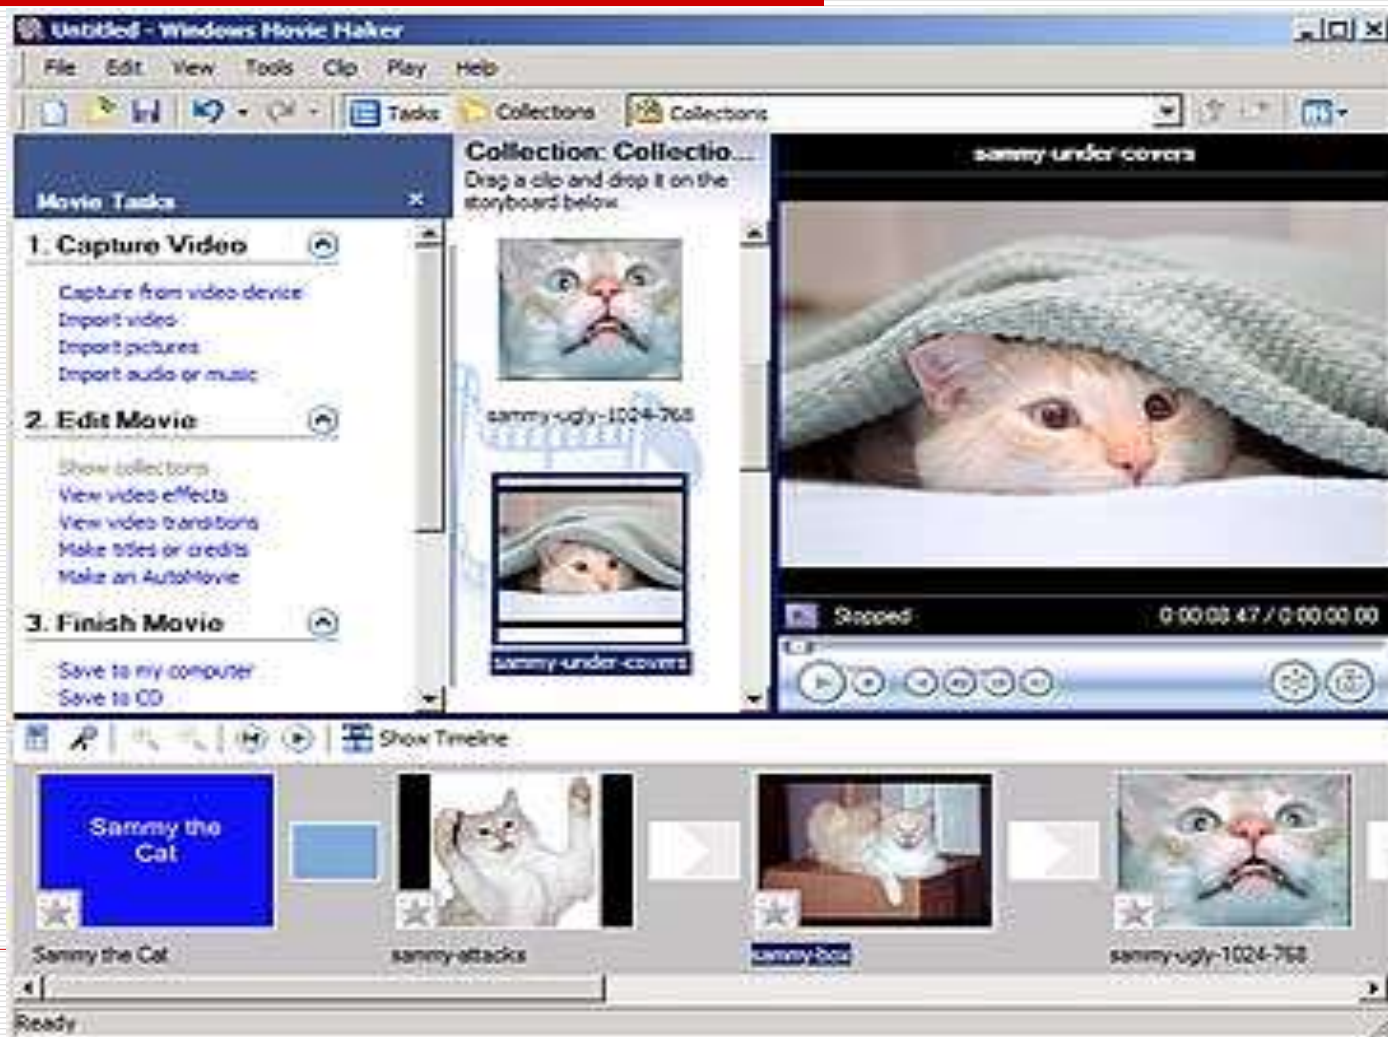 Untitled - Windows Movie Maker
File Edit View Tools Clip Play Help
Tasks Collections Collections
Movie Tasks
1. Capture Video
Capture from video device
Import video
Import pictures
Import audio or music
2. Edit Movie
Show collections
View video effects
View video transitions
Make titles or credits
Make an AutoMovie
3. Finish Movie
Save to my computer
Save to CD
Collection: Collectio...
Drag a clip and drop it on the
storyboard below.
sammy-ugly-1024-768
sammy-under-covers
sammy-under-covers
Stopped 0:00:08.47 / 0:00:00.00
Show Timeline
Sammy the
Cat
Sammy the Cat sammy-attacks sammy-box sammy-ugly-1024-768
Ready